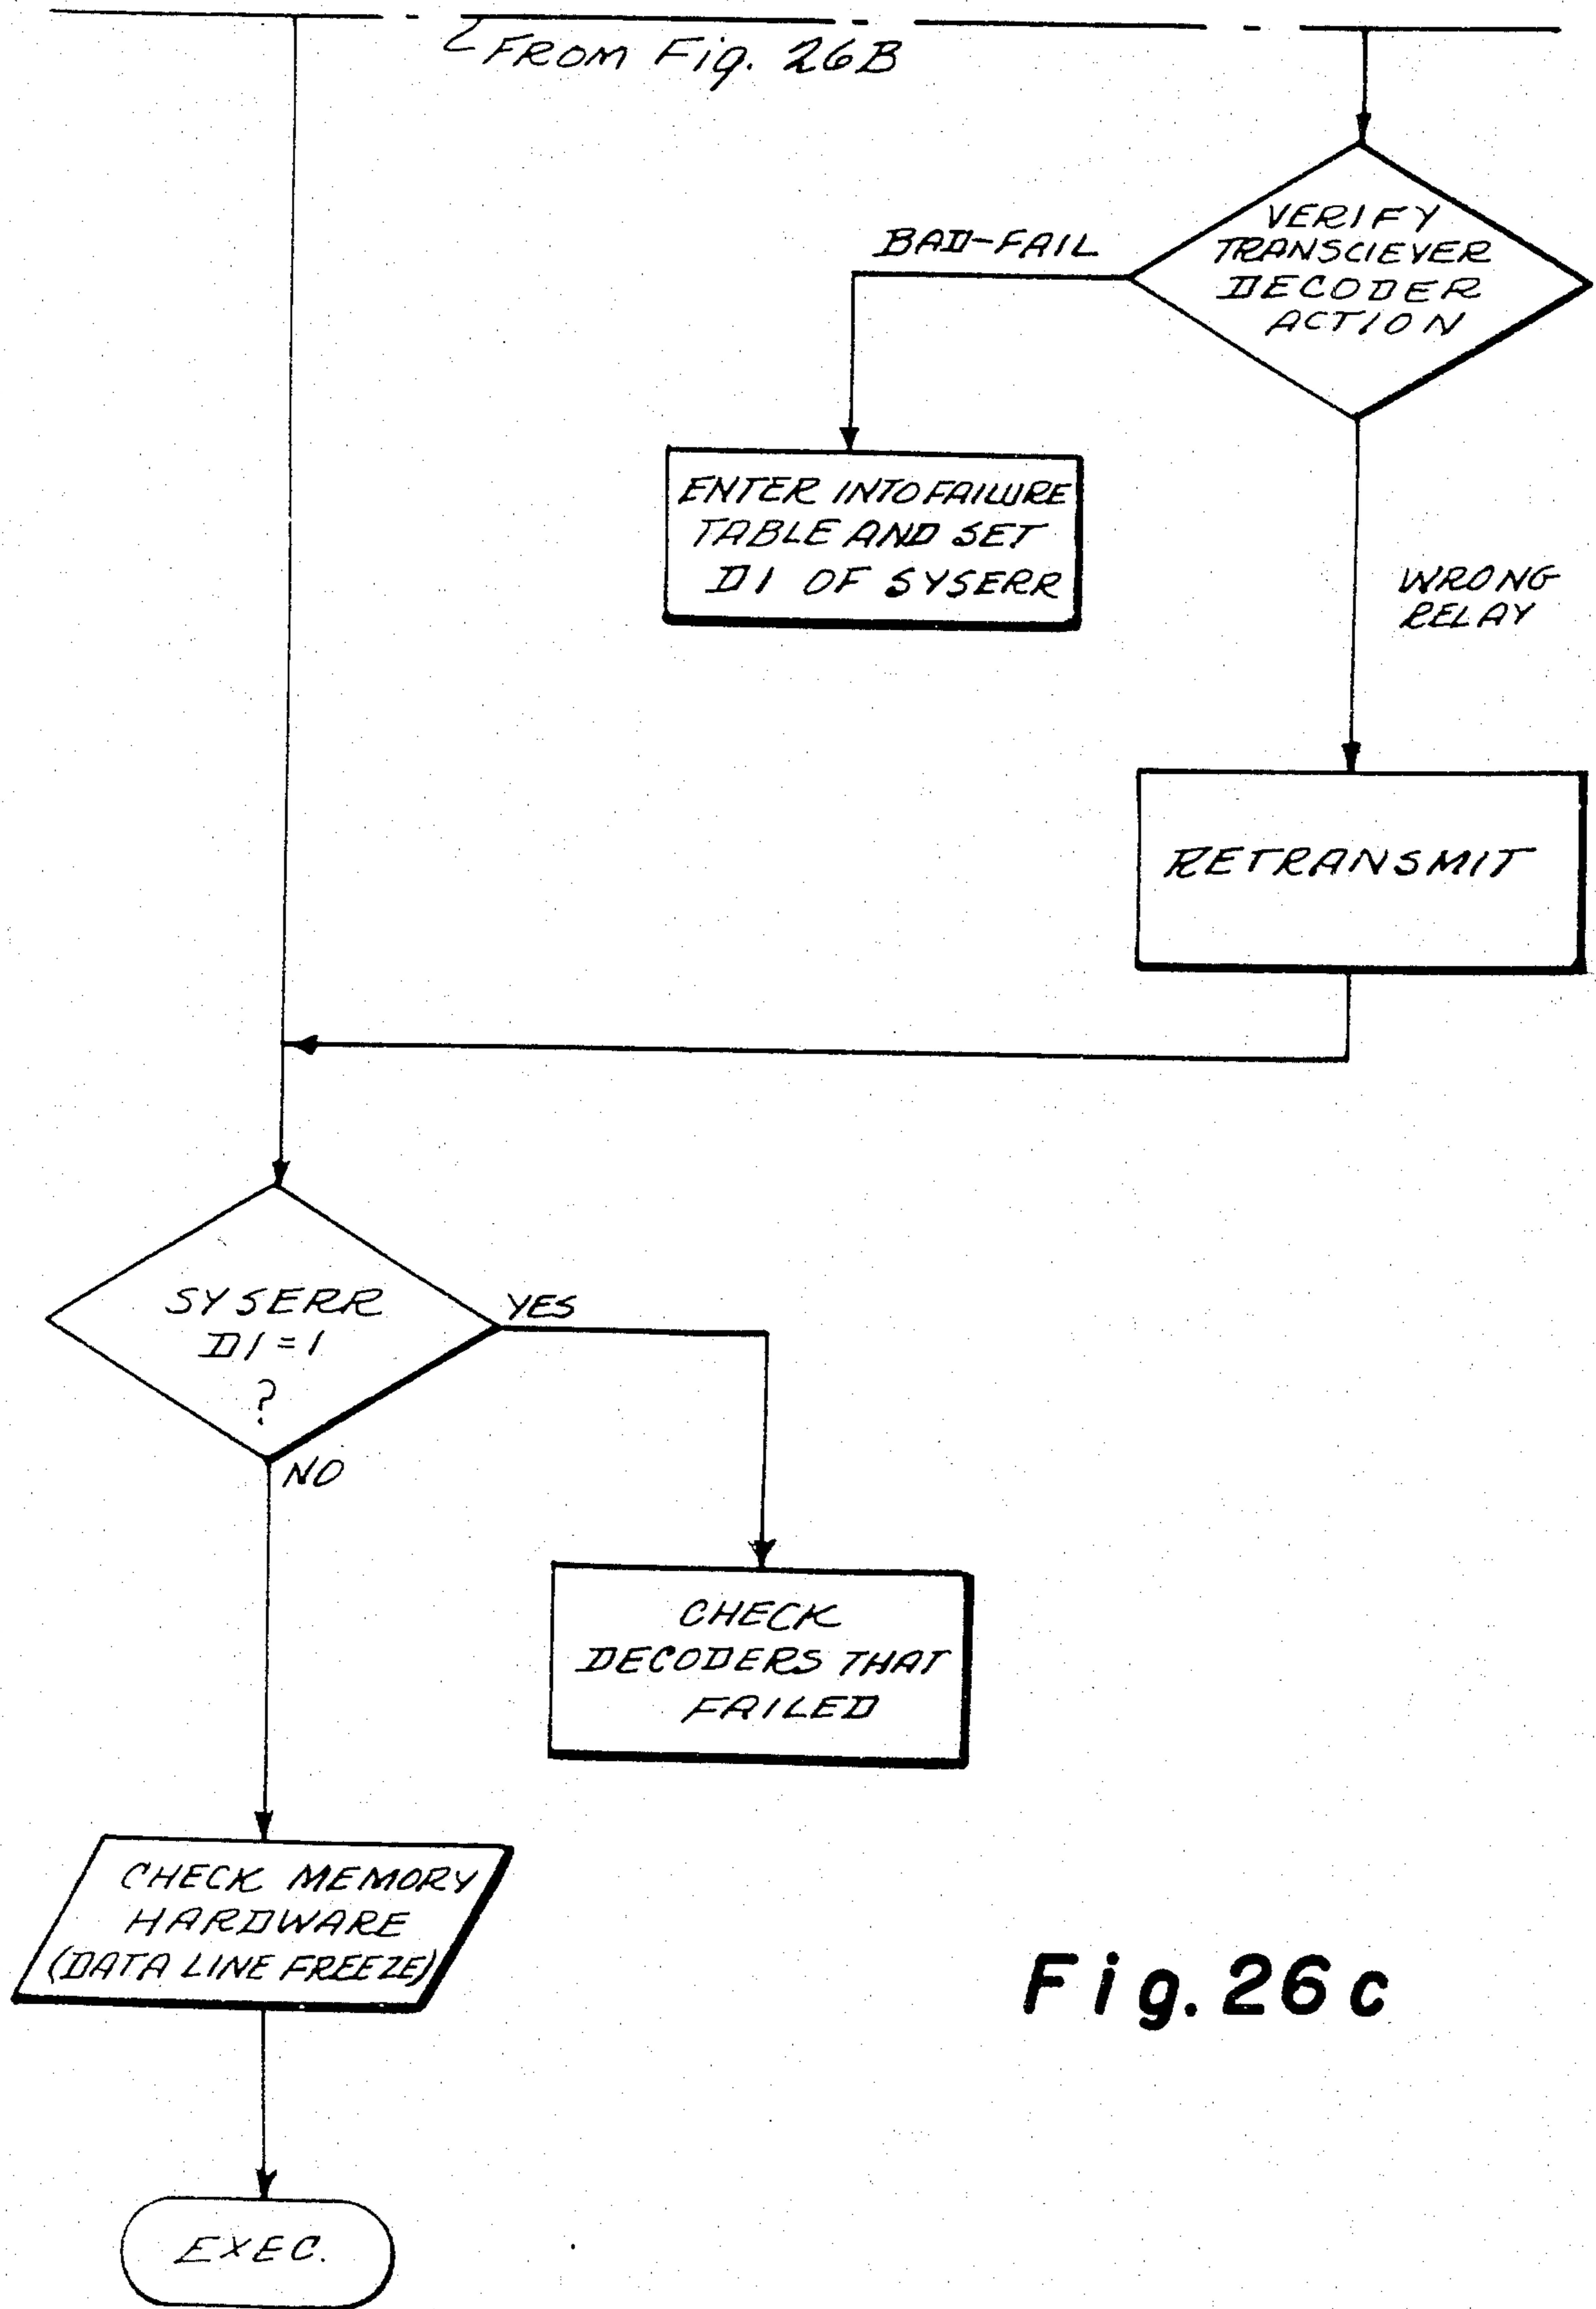 FROM Fig. 26B
VERIFY
TRANSCIEVER
DECODER
ACTION
BAD-FAIL
ENTER INTO FAILURE
TABLE AND SET
D1 OF SYSERR
WRONG
RELAY
RETRANSMIT
SYSERR
D1=1
?
YES
NO
CHECK
DECODERS THAT
FAILED
CHECK MEMORY
HARDWARE
(DATA LINE FREEZE)
EXEC.
Fig. 26c